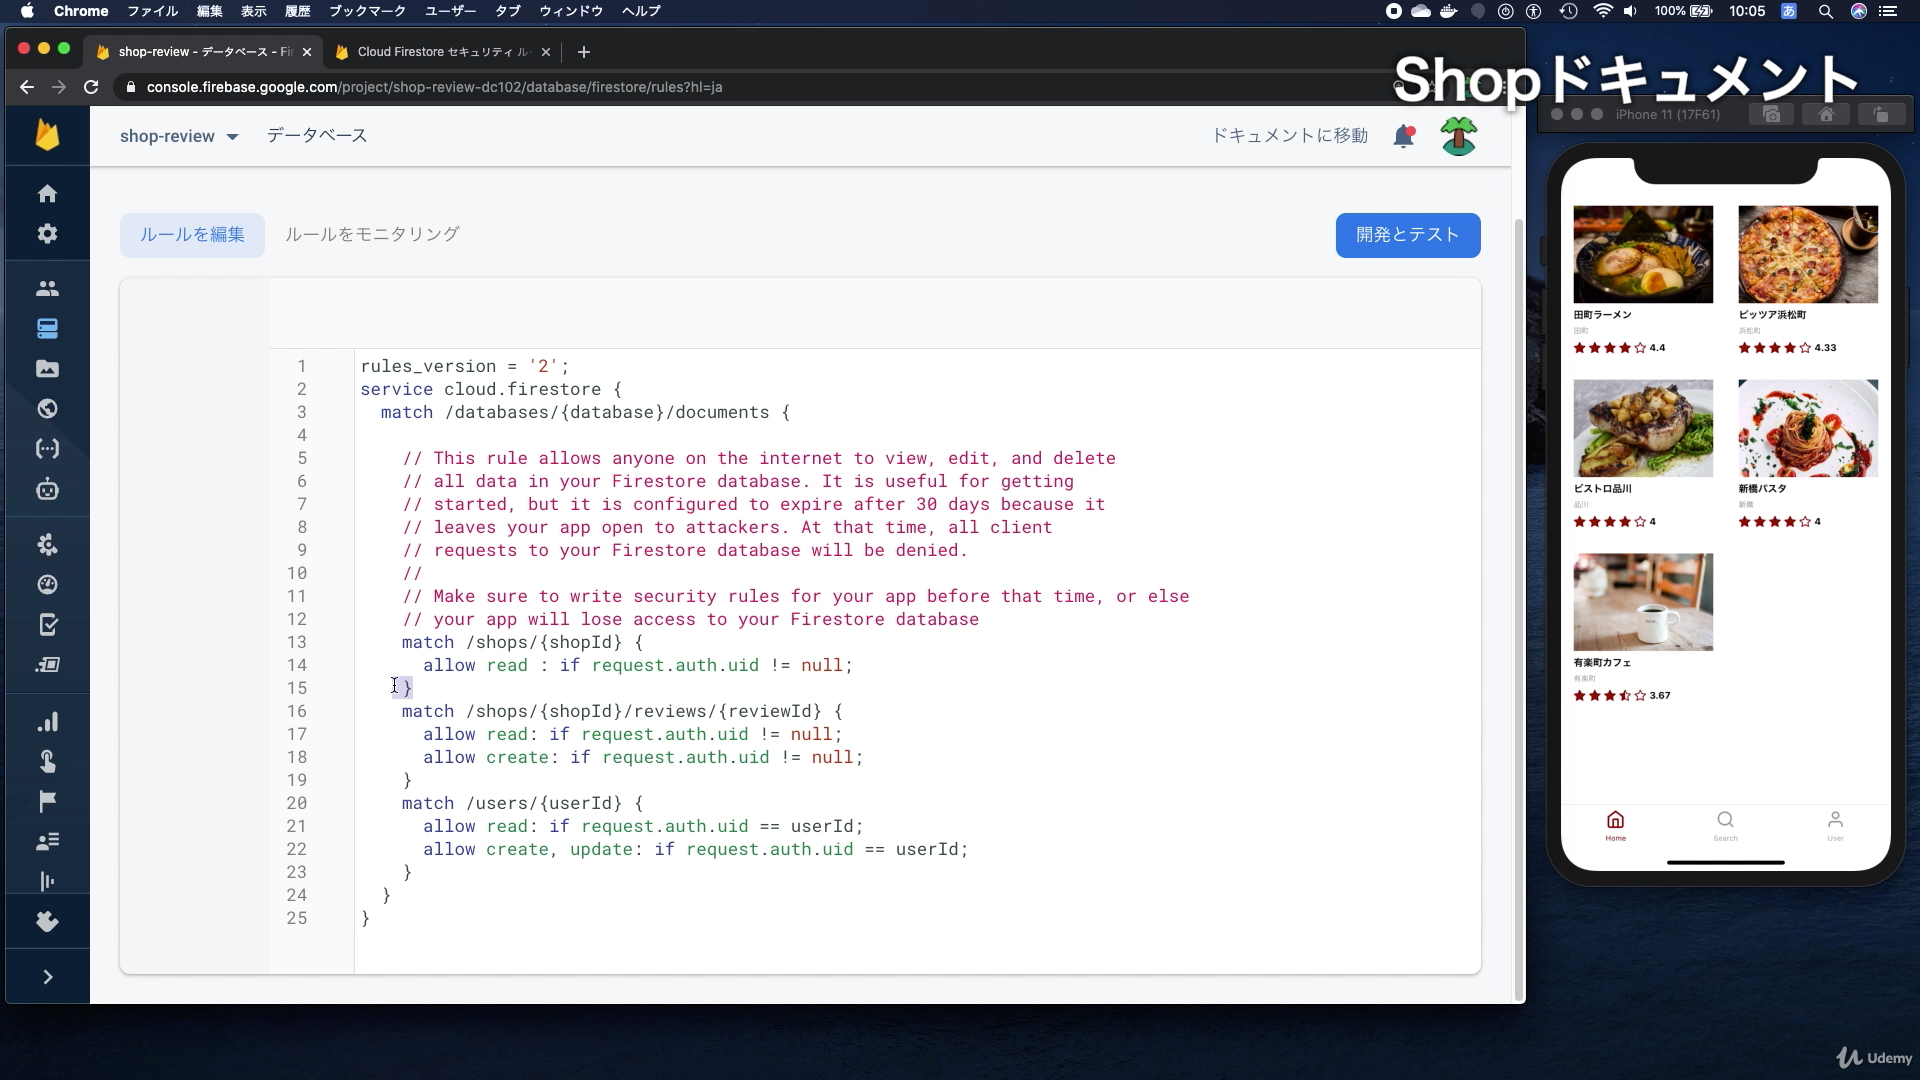 Chrome ファイル 編集 表示 履歴 ブックマーク ユーザー タブ ウィンドウ ヘルプ 100% 10:05 あ
shop-review - データベース - Fi
Cloud Firestore セキュリティ ル
console.firebase.google.com/project/shop-review-dc102/database/firestore/rules?hl=ja
Shopドキュメント
iPhone 11 (17F61)
shop-review データベース ドキュメントに移動
ルールを編集 ルールをモニタリング 開発とテスト
1 rules_version = '2';
2 service cloud.firestore {
3 match /databases/{database}/documents {
4
5 // This rule allows anyone on the internet to view, edit, and delete
6 // all data in your Firestore database. It is useful for getting
7 // started, but it is configured to expire after 30 days because it
8 // leaves your app open to attackers. At that time, all client
9 // requests to your Firestore database will be denied.
10 //
11 // Make sure to write security rules for your app before that time, or else
12 // your app will lose access to your Firestore database
13 match /shops/{shopId} {
14 allow read : if request.auth.uid != null;
15 }
16 match /shops/{shopId}/reviews/{reviewId} {
17 allow read: if request.auth.uid != null;
18 allow create: if request.auth.uid != null;
19 }
20 match /users/{userId} {
21 allow read: if request.auth.uid == userId;
22 allow create, update: if request.auth.uid == userId;
23 }
24 }
25 }
田町ラーメン
田町
4.4
ピッツア浜松町
浜松町
4.33
ビストロ品川
品川
4
新橋パスタ
新橋
4
有楽町カフェ
有楽町
3.67
Home Search User
Udemy